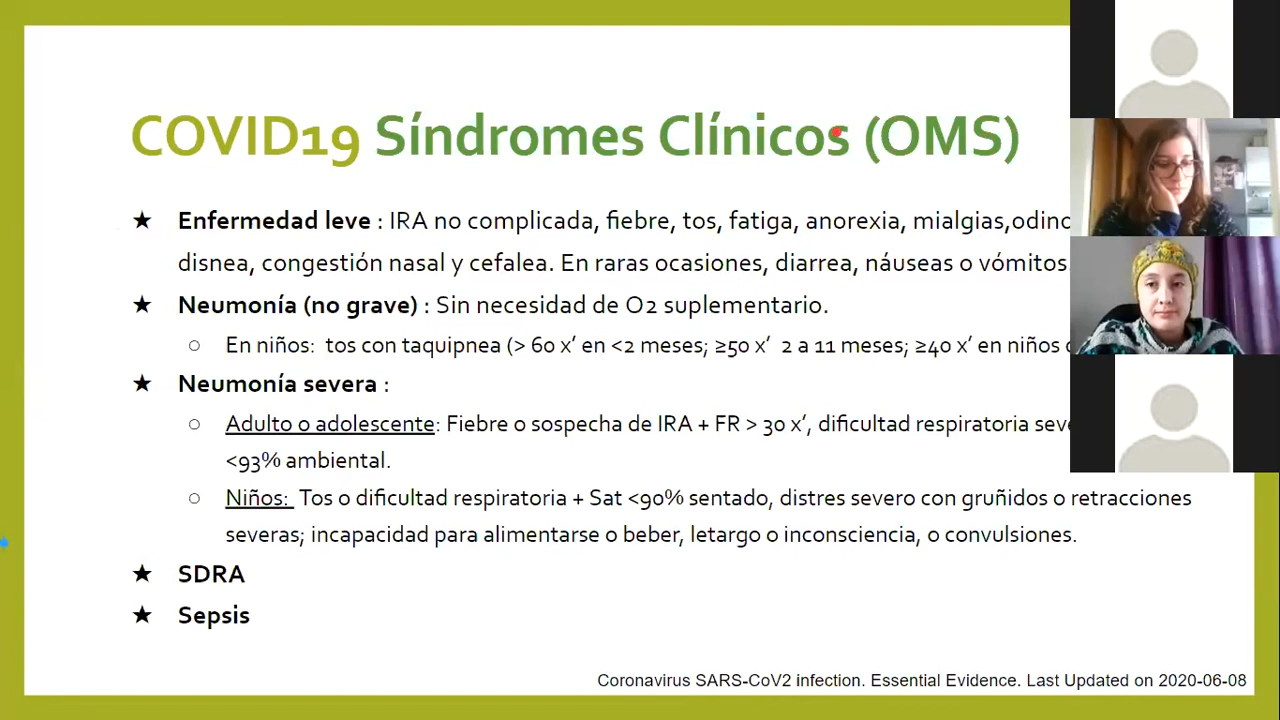 COVID19 Síndromes Clínicos (OMS)
★ Enfermedad leve : IRA no complicada, fiebre, tos, fatiga, anorexia, mialgias,
disnea, congestión nasal y cefalea. En raras ocasiones, diarrea, náuseas o vómitos.
★ Neumonía (no grave) : Sin necesidad de O2 suplementario.
○ En niños: tos con taquipnea (> 60 x’ en <2 meses; ≥50 x’ 2 a 11 meses; ≥40 x’ en niños
★ Neumonía severa :
○ Adulto o adolescente: Fiebre o sospecha de IRA + FR > 30 x’, dificultad respiratoria
<93% ambiental.
○ Niños: Tos o dificultad respiratoria + Sat <90% sentado, distres severo con gruñidos o retracciones
severas; incapacidad para alimentarse o beber, letargo o inconsciencia, o convulsiones.
★ SDRA
★ Sepsis
Coronavirus SARS-CoV2 infection. Essential Evidence. Last Updated on 2020-06-08